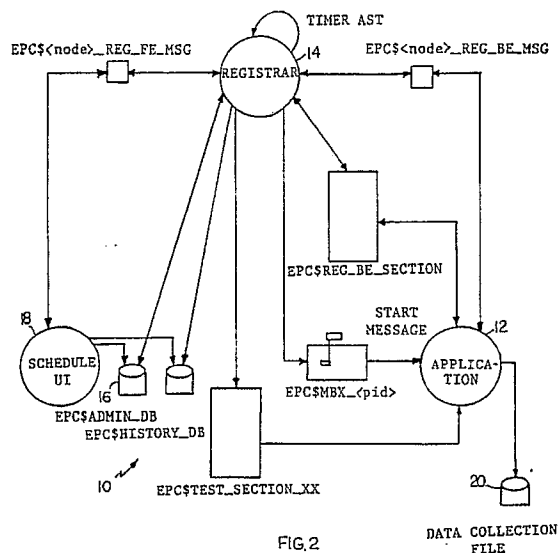 TIMER AST
EPC$<node>_REG_FE_MSG
14
EPC$<node>_REG_BE_MSG
REGISTRAR
EPC$REG_BE_SECTION
START
MESSAGE
18
12
SCHEDULE
UI
APPLICA-
TION
16
EPC$MBX_<pid>
EPC$ADMIN_DB
EPC$HISTORY_DB
10
EPC$TEST_SECTION_XX
20
DATA COLLECTION
FILE
FIG.2